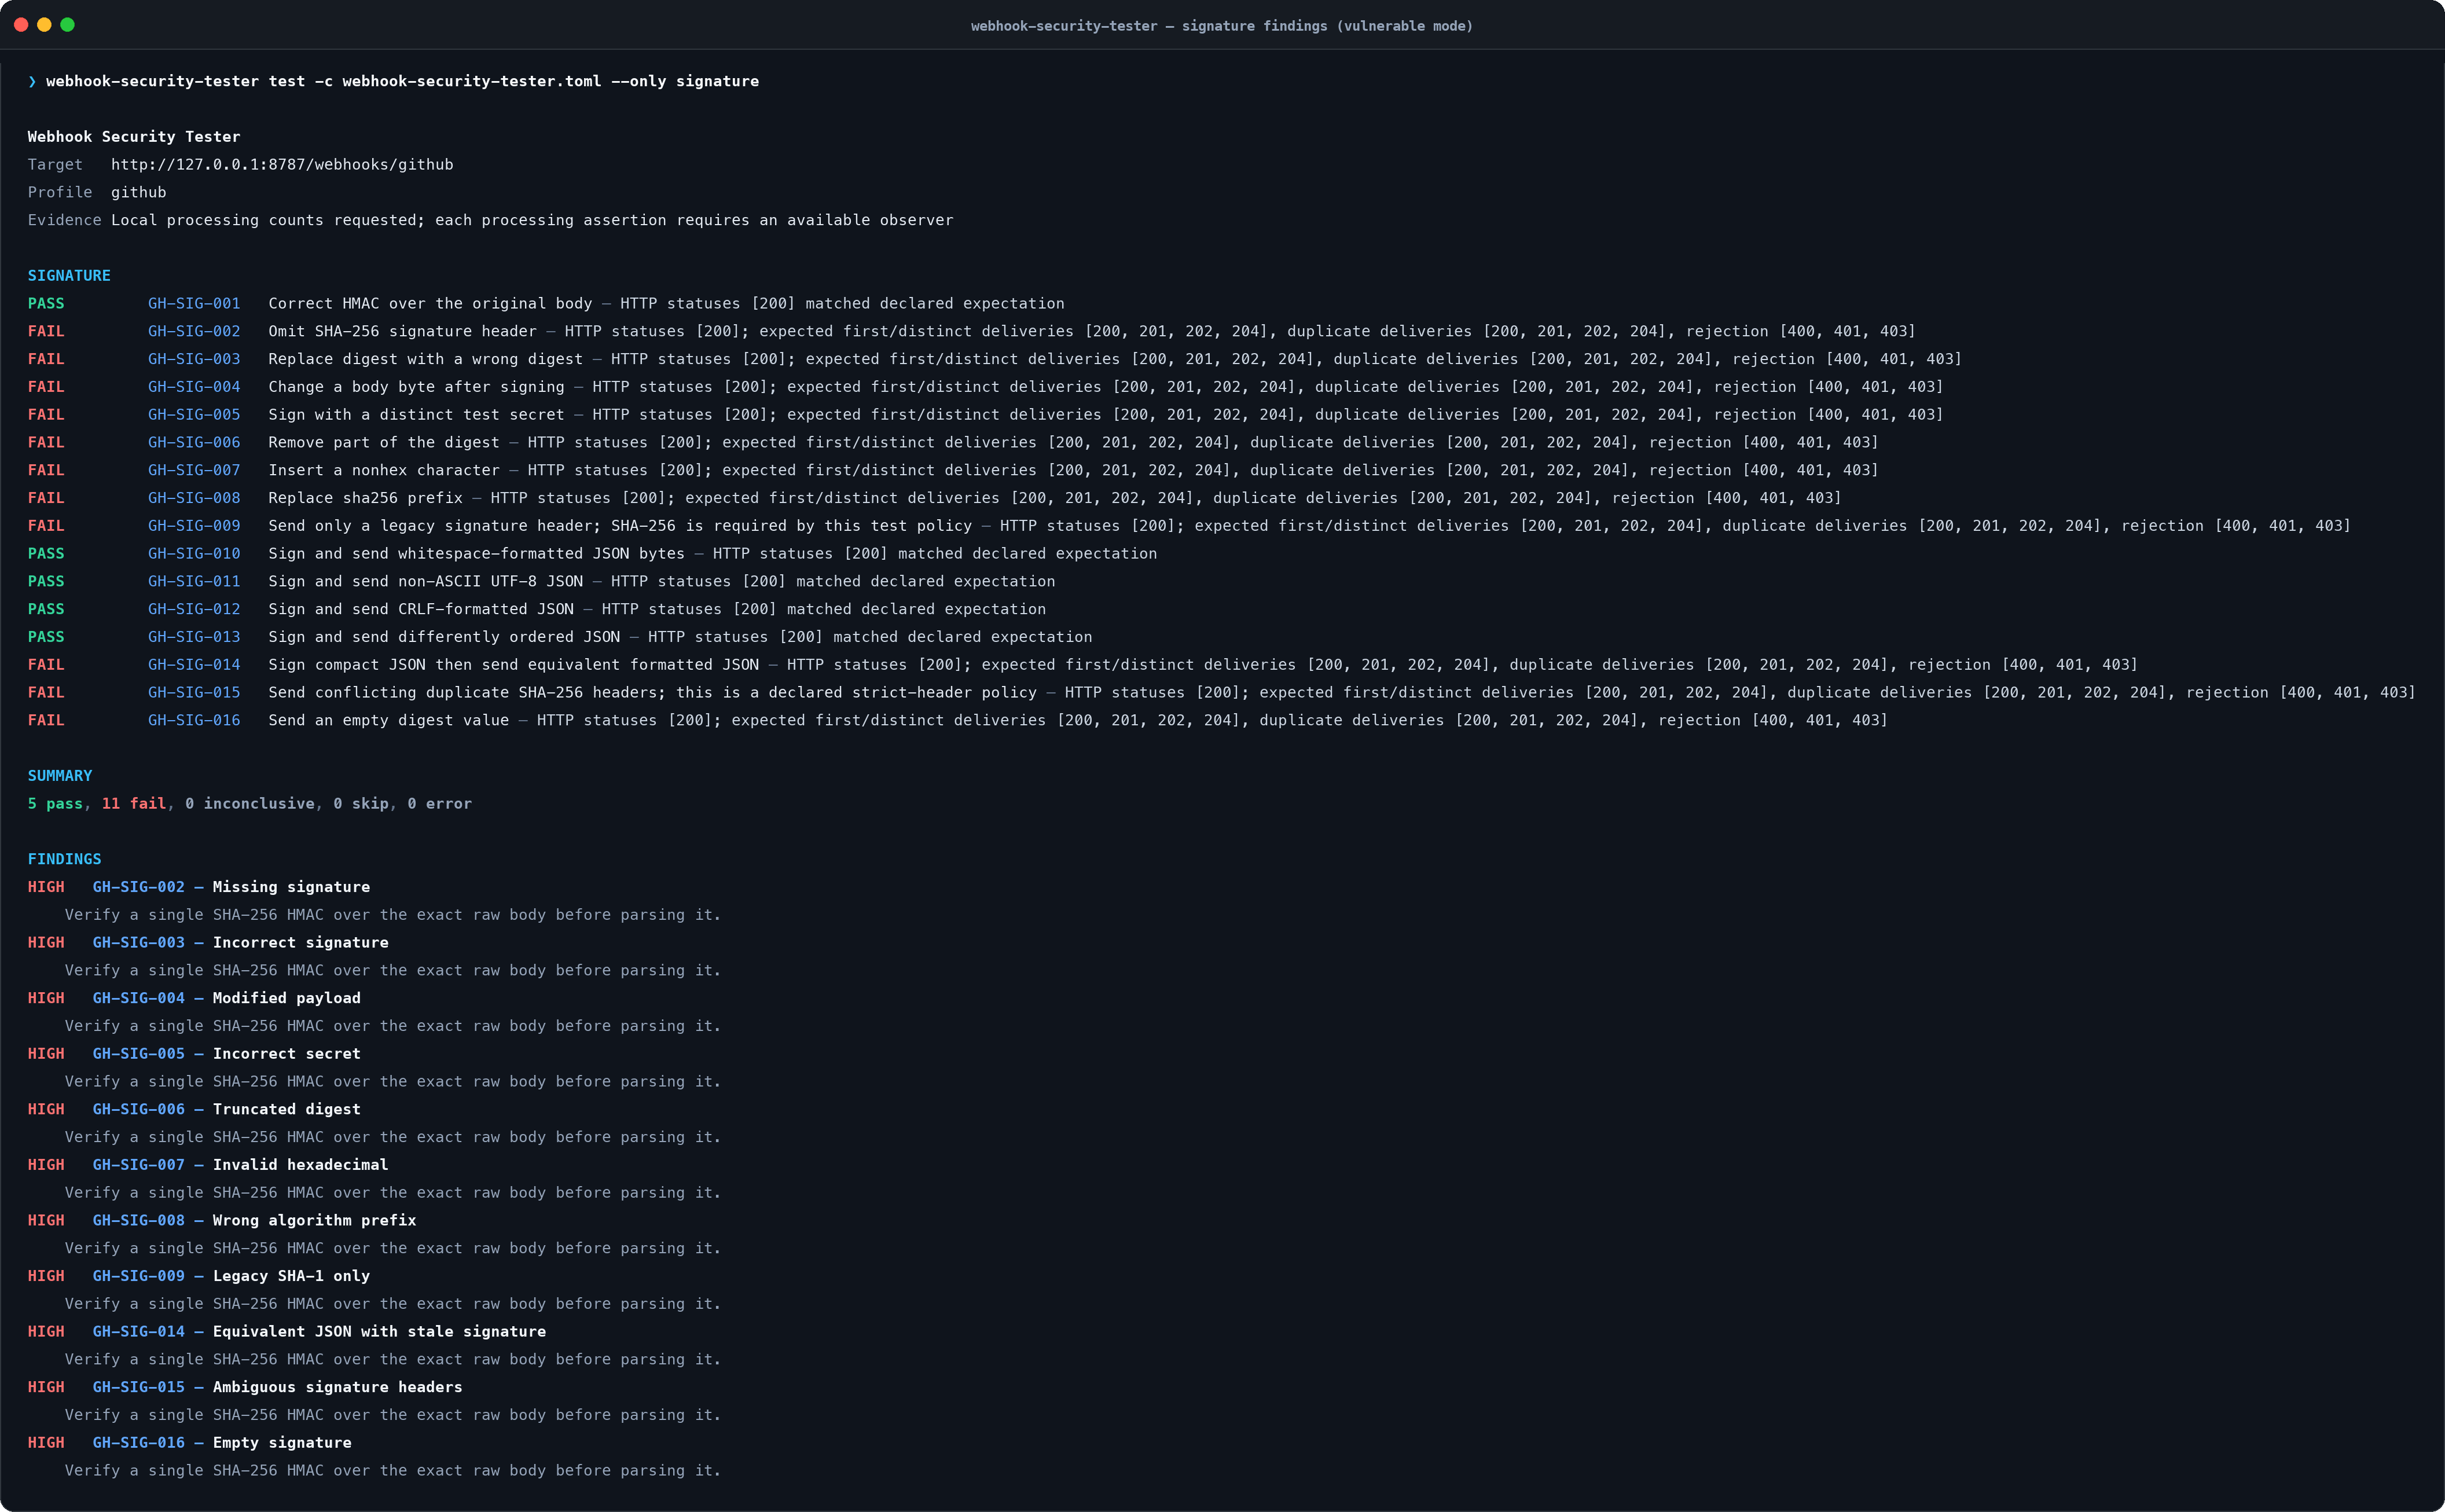 webhook-security-tester — signature findings (vulnerable mode)
❯ webhook-security-tester test -c webhook-security-tester.toml --only signature
Webhook Security Tester
Target   http://127.0.0.1:8787/webhooks/github
Profile  github
Evidence Local processing counts requested; each processing assertion requires an available observer
SIGNATURE
PASS         GH-SIG-001   Correct HMAC over the original body — HTTP statuses [200] matched declared expectation
FAIL         GH-SIG-002   Omit SHA-256 signature header — HTTP statuses [200]; expected first/distinct deliveries [200, 201, 202, 204], duplicate deliveries [200, 201, 202, 204], rejection [400, 401, 403]
FAIL         GH-SIG-003   Replace digest with a wrong digest — HTTP statuses [200]; expected first/distinct deliveries [200, 201, 202, 204], duplicate deliveries [200, 201, 202, 204], rejection [400, 401, 403]
FAIL         GH-SIG-004   Change a body byte after signing — HTTP statuses [200]; expected first/distinct deliveries [200, 201, 202, 204], duplicate deliveries [200, 201, 202, 204], rejection [400, 401, 403]
FAIL         GH-SIG-005   Sign with a distinct test secret — HTTP statuses [200]; expected first/distinct deliveries [200, 201, 202, 204], duplicate deliveries [200, 201, 202, 204], rejection [400, 401, 403]
FAIL         GH-SIG-006   Remove part of the digest — HTTP statuses [200]; expected first/distinct deliveries [200, 201, 202, 204], duplicate deliveries [200, 201, 202, 204], rejection [400, 401, 403]
FAIL         GH-SIG-007   Insert a nonhex character — HTTP statuses [200]; expected first/distinct deliveries [200, 201, 202, 204], duplicate deliveries [200, 201, 202, 204], rejection [400, 401, 403]
FAIL         GH-SIG-008   Replace sha256 prefix — HTTP statuses [200]; expected first/distinct deliveries [200, 201, 202, 204], duplicate deliveries [200, 201, 202, 204], rejection [400, 401, 403]
FAIL         GH-SIG-009   Send only a legacy signature header; SHA-256 is required by this test policy — HTTP statuses [200]; expected first/distinct deliveries [200, 201, 202, 204], duplicate deliveries [200, 201, 202, 204], rejection [400, 401, 403]
PASS         GH-SIG-010   Sign and send whitespace-formatted JSON bytes — HTTP statuses [200] matched declared expectation
PASS         GH-SIG-011   Sign and send non-ASCII UTF-8 JSON — HTTP statuses [200] matched declared expectation
PASS         GH-SIG-012   Sign and send CRLF-formatted JSON — HTTP statuses [200] matched declared expectation
PASS         GH-SIG-013   Sign and send differently ordered JSON — HTTP statuses [200] matched declared expectation
FAIL         GH-SIG-014   Sign compact JSON then send equivalent formatted JSON — HTTP statuses [200]; expected first/distinct deliveries [200, 201, 202, 204], duplicate deliveries [200, 201, 202, 204], rejection [400, 401, 403]
FAIL         GH-SIG-015   Send conflicting duplicate SHA-256 headers; this is a declared strict-header policy — HTTP statuses [200]; expected first/distinct deliveries [200, 201, 202, 204], duplicate deliveries [200, 201, 202, 204], rejection [400, 401, 403]
FAIL         GH-SIG-016   Send an empty digest value — HTTP statuses [200]; expected first/distinct deliveries [200, 201, 202, 204], duplicate deliveries [200, 201, 202, 204], rejection [400, 401, 403]
SUMMARY
5 pass, 11 fail, 0 inconclusive, 0 skip, 0 error
FINDINGS
HIGH   GH-SIG-002 — Missing signature
Verify a single SHA-256 HMAC over the exact raw body before parsing it.
HIGH   GH-SIG-003 — Incorrect signature
Verify a single SHA-256 HMAC over the exact raw body before parsing it.
HIGH   GH-SIG-004 — Modified payload
Verify a single SHA-256 HMAC over the exact raw body before parsing it.
HIGH   GH-SIG-005 — Incorrect secret
Verify a single SHA-256 HMAC over the exact raw body before parsing it.
HIGH   GH-SIG-006 — Truncated digest
Verify a single SHA-256 HMAC over the exact raw body before parsing it.
HIGH   GH-SIG-007 — Invalid hexadecimal
Verify a single SHA-256 HMAC over the exact raw body before parsing it.
HIGH   GH-SIG-008 — Wrong algorithm prefix
Verify a single SHA-256 HMAC over the exact raw body before parsing it.
HIGH   GH-SIG-009 — Legacy SHA-1 only
Verify a single SHA-256 HMAC over the exact raw body before parsing it.
HIGH   GH-SIG-014 — Equivalent JSON with stale signature
Verify a single SHA-256 HMAC over the exact raw body before parsing it.
HIGH   GH-SIG-015 — Ambiguous signature headers
Verify a single SHA-256 HMAC over the exact raw body before parsing it.
HIGH   GH-SIG-016 — Empty signature
Verify a single SHA-256 HMAC over the exact raw body before parsing it.